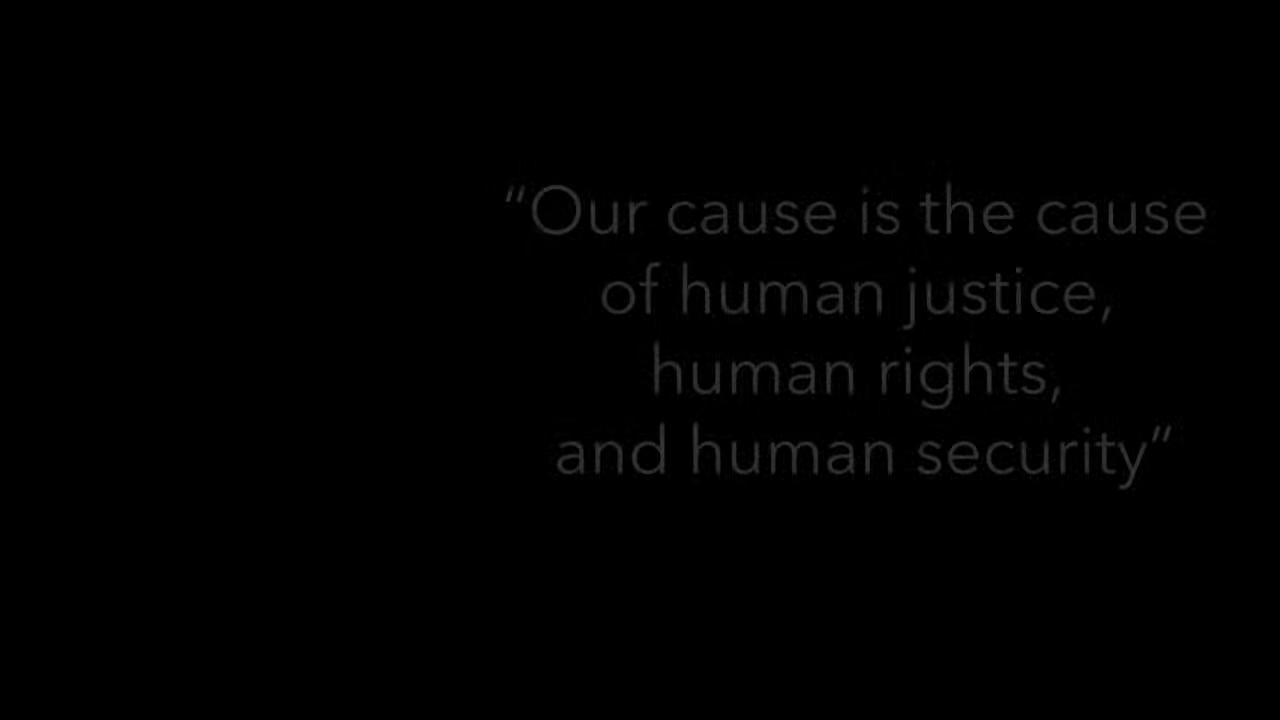 “Our cause is the cause
of human justice,
human rights,
and human security”